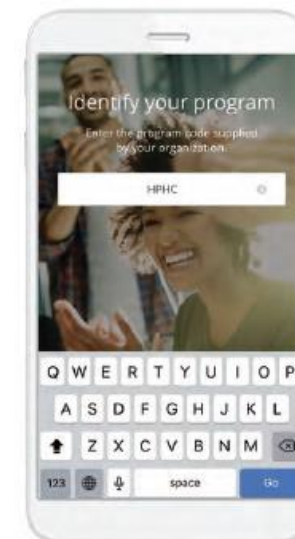 Identify your program
Enter the program code supplied
by your organization.
HPHC
Q W E R T Y U I O P
A S D F G H J K L
Z X C V B N M
123 space Go